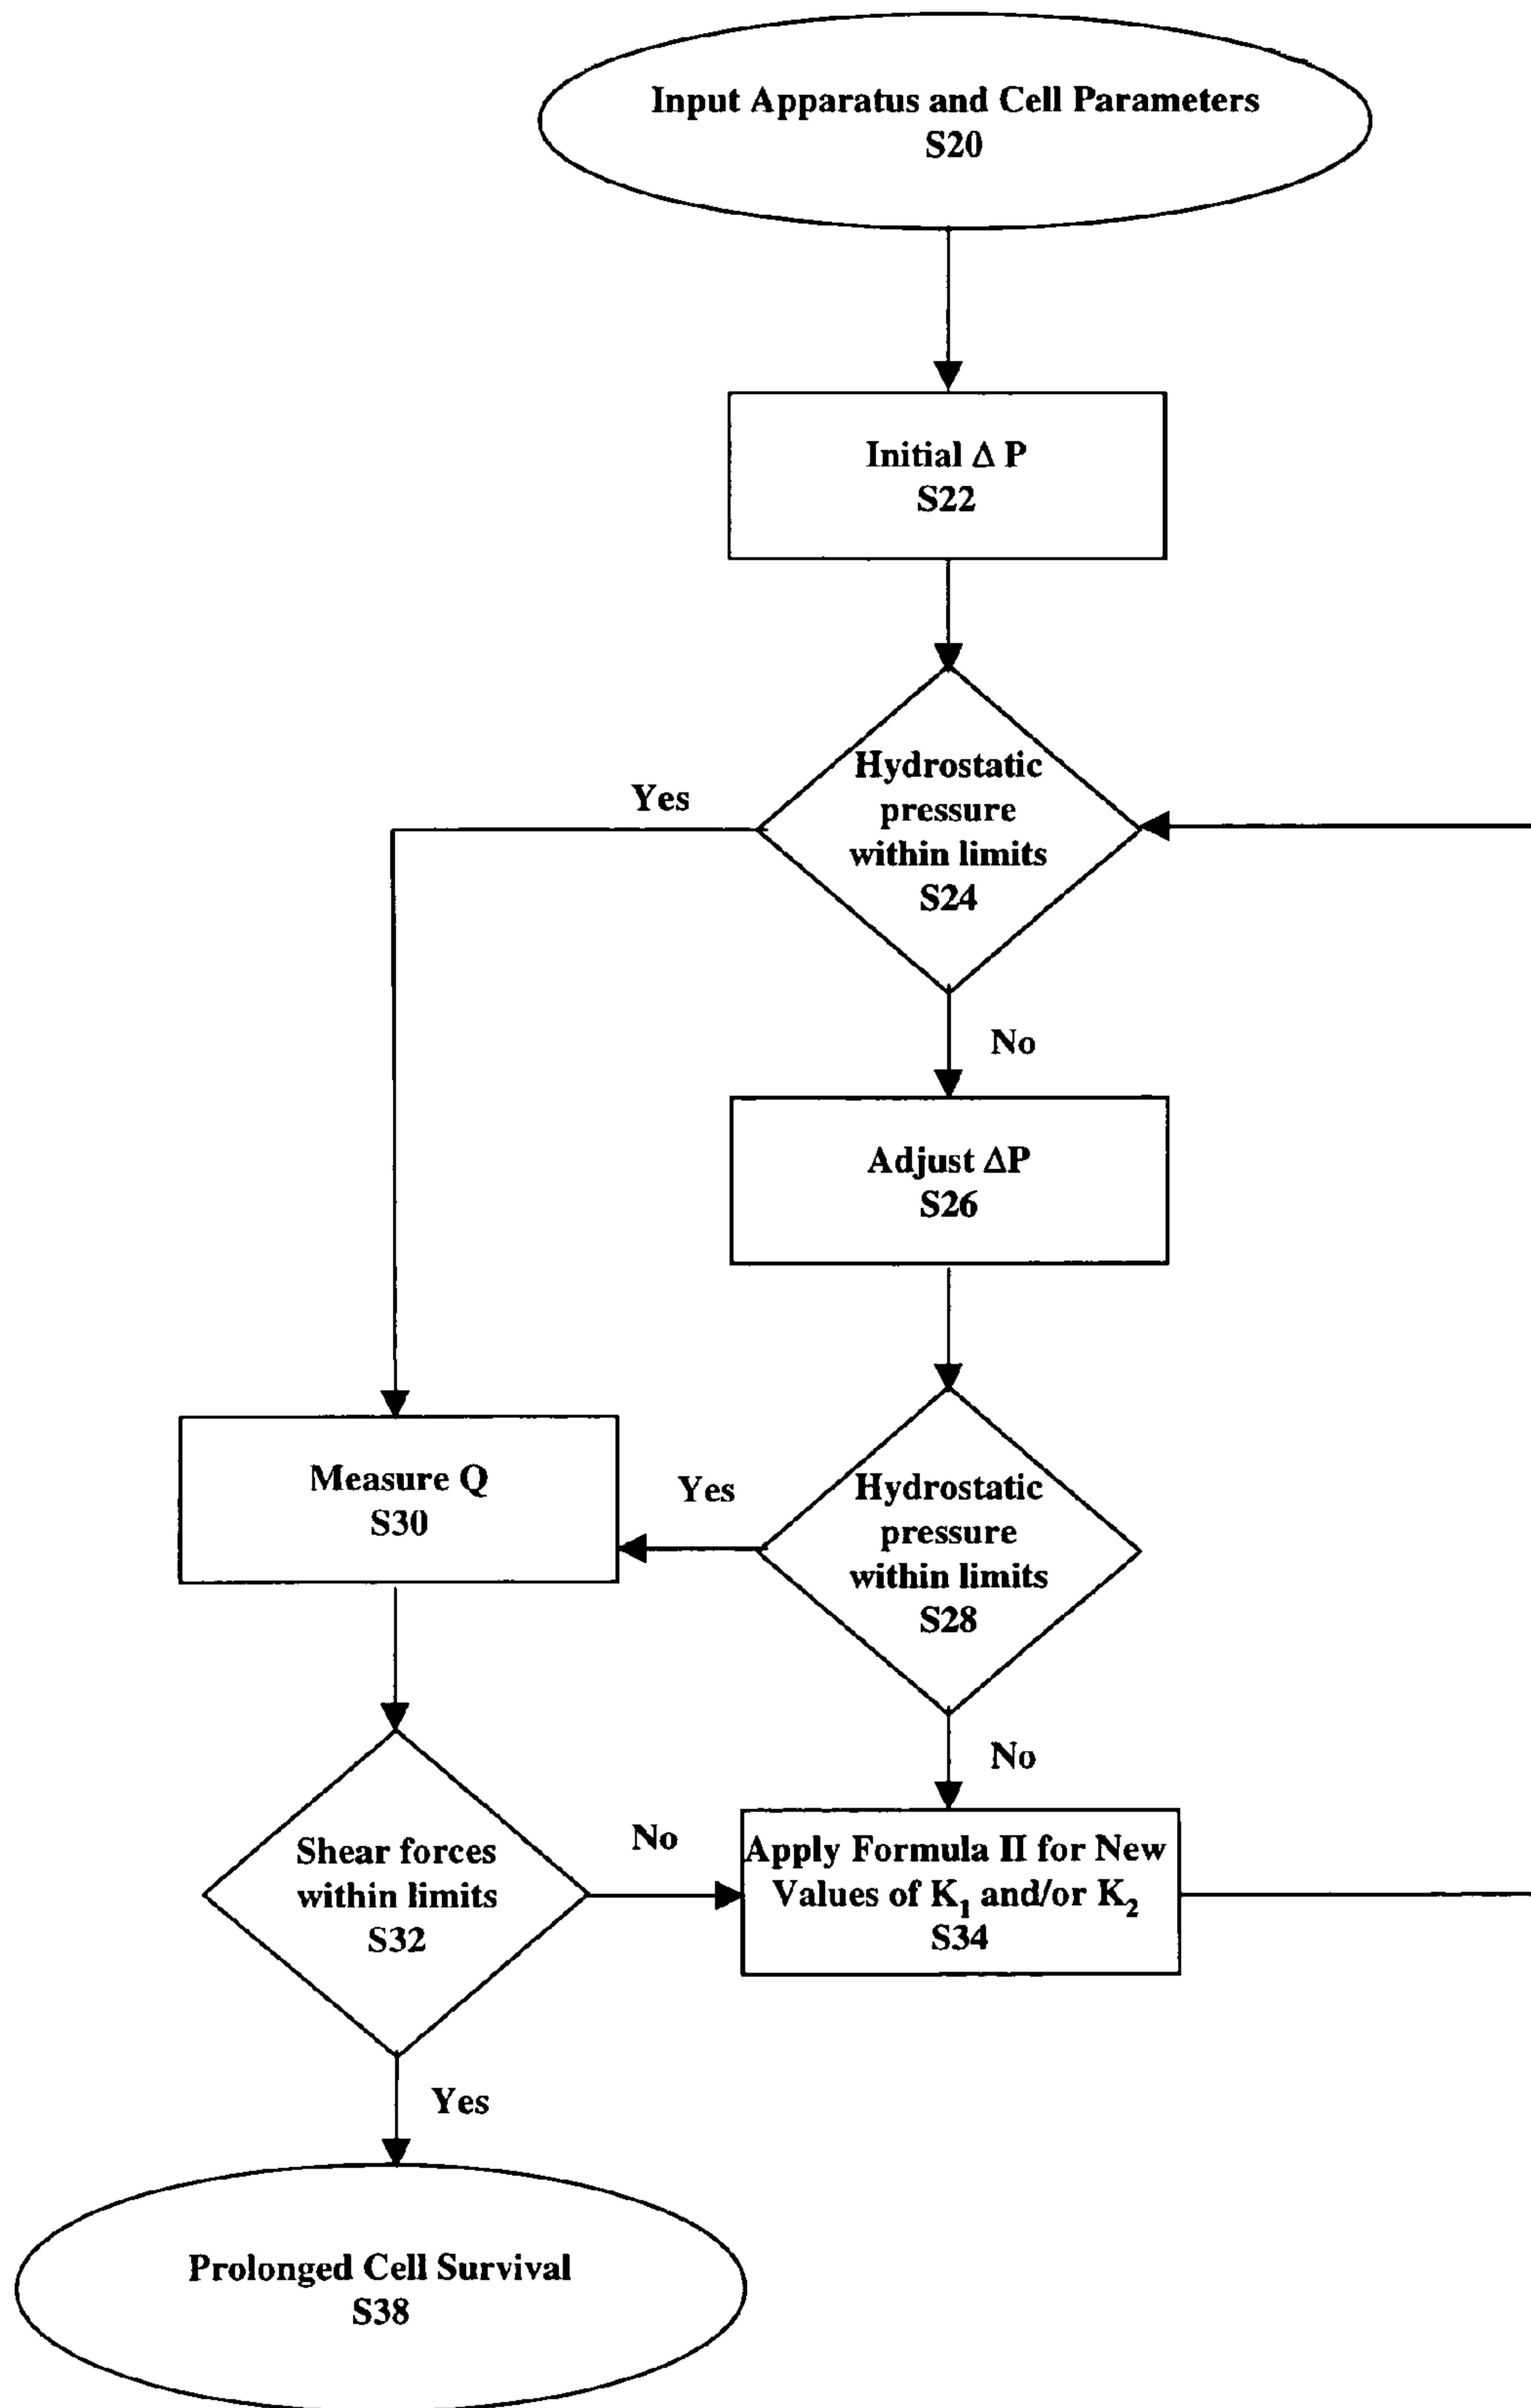 Input Apparatus and Cell Parameters
S20
Initial Δ P
S22
Hydrostatic
pressure
within limits
S24
Yes
No
Adjust ΔP
S26
Hydrostatic
pressure
within limits
S28
Yes
No
Measure Q
S30
Shear forces
within limits
S32
No
Yes
Apply Formula II for New
Values of K₁ and/or K₂
S34
Prolonged Cell Survival
S38